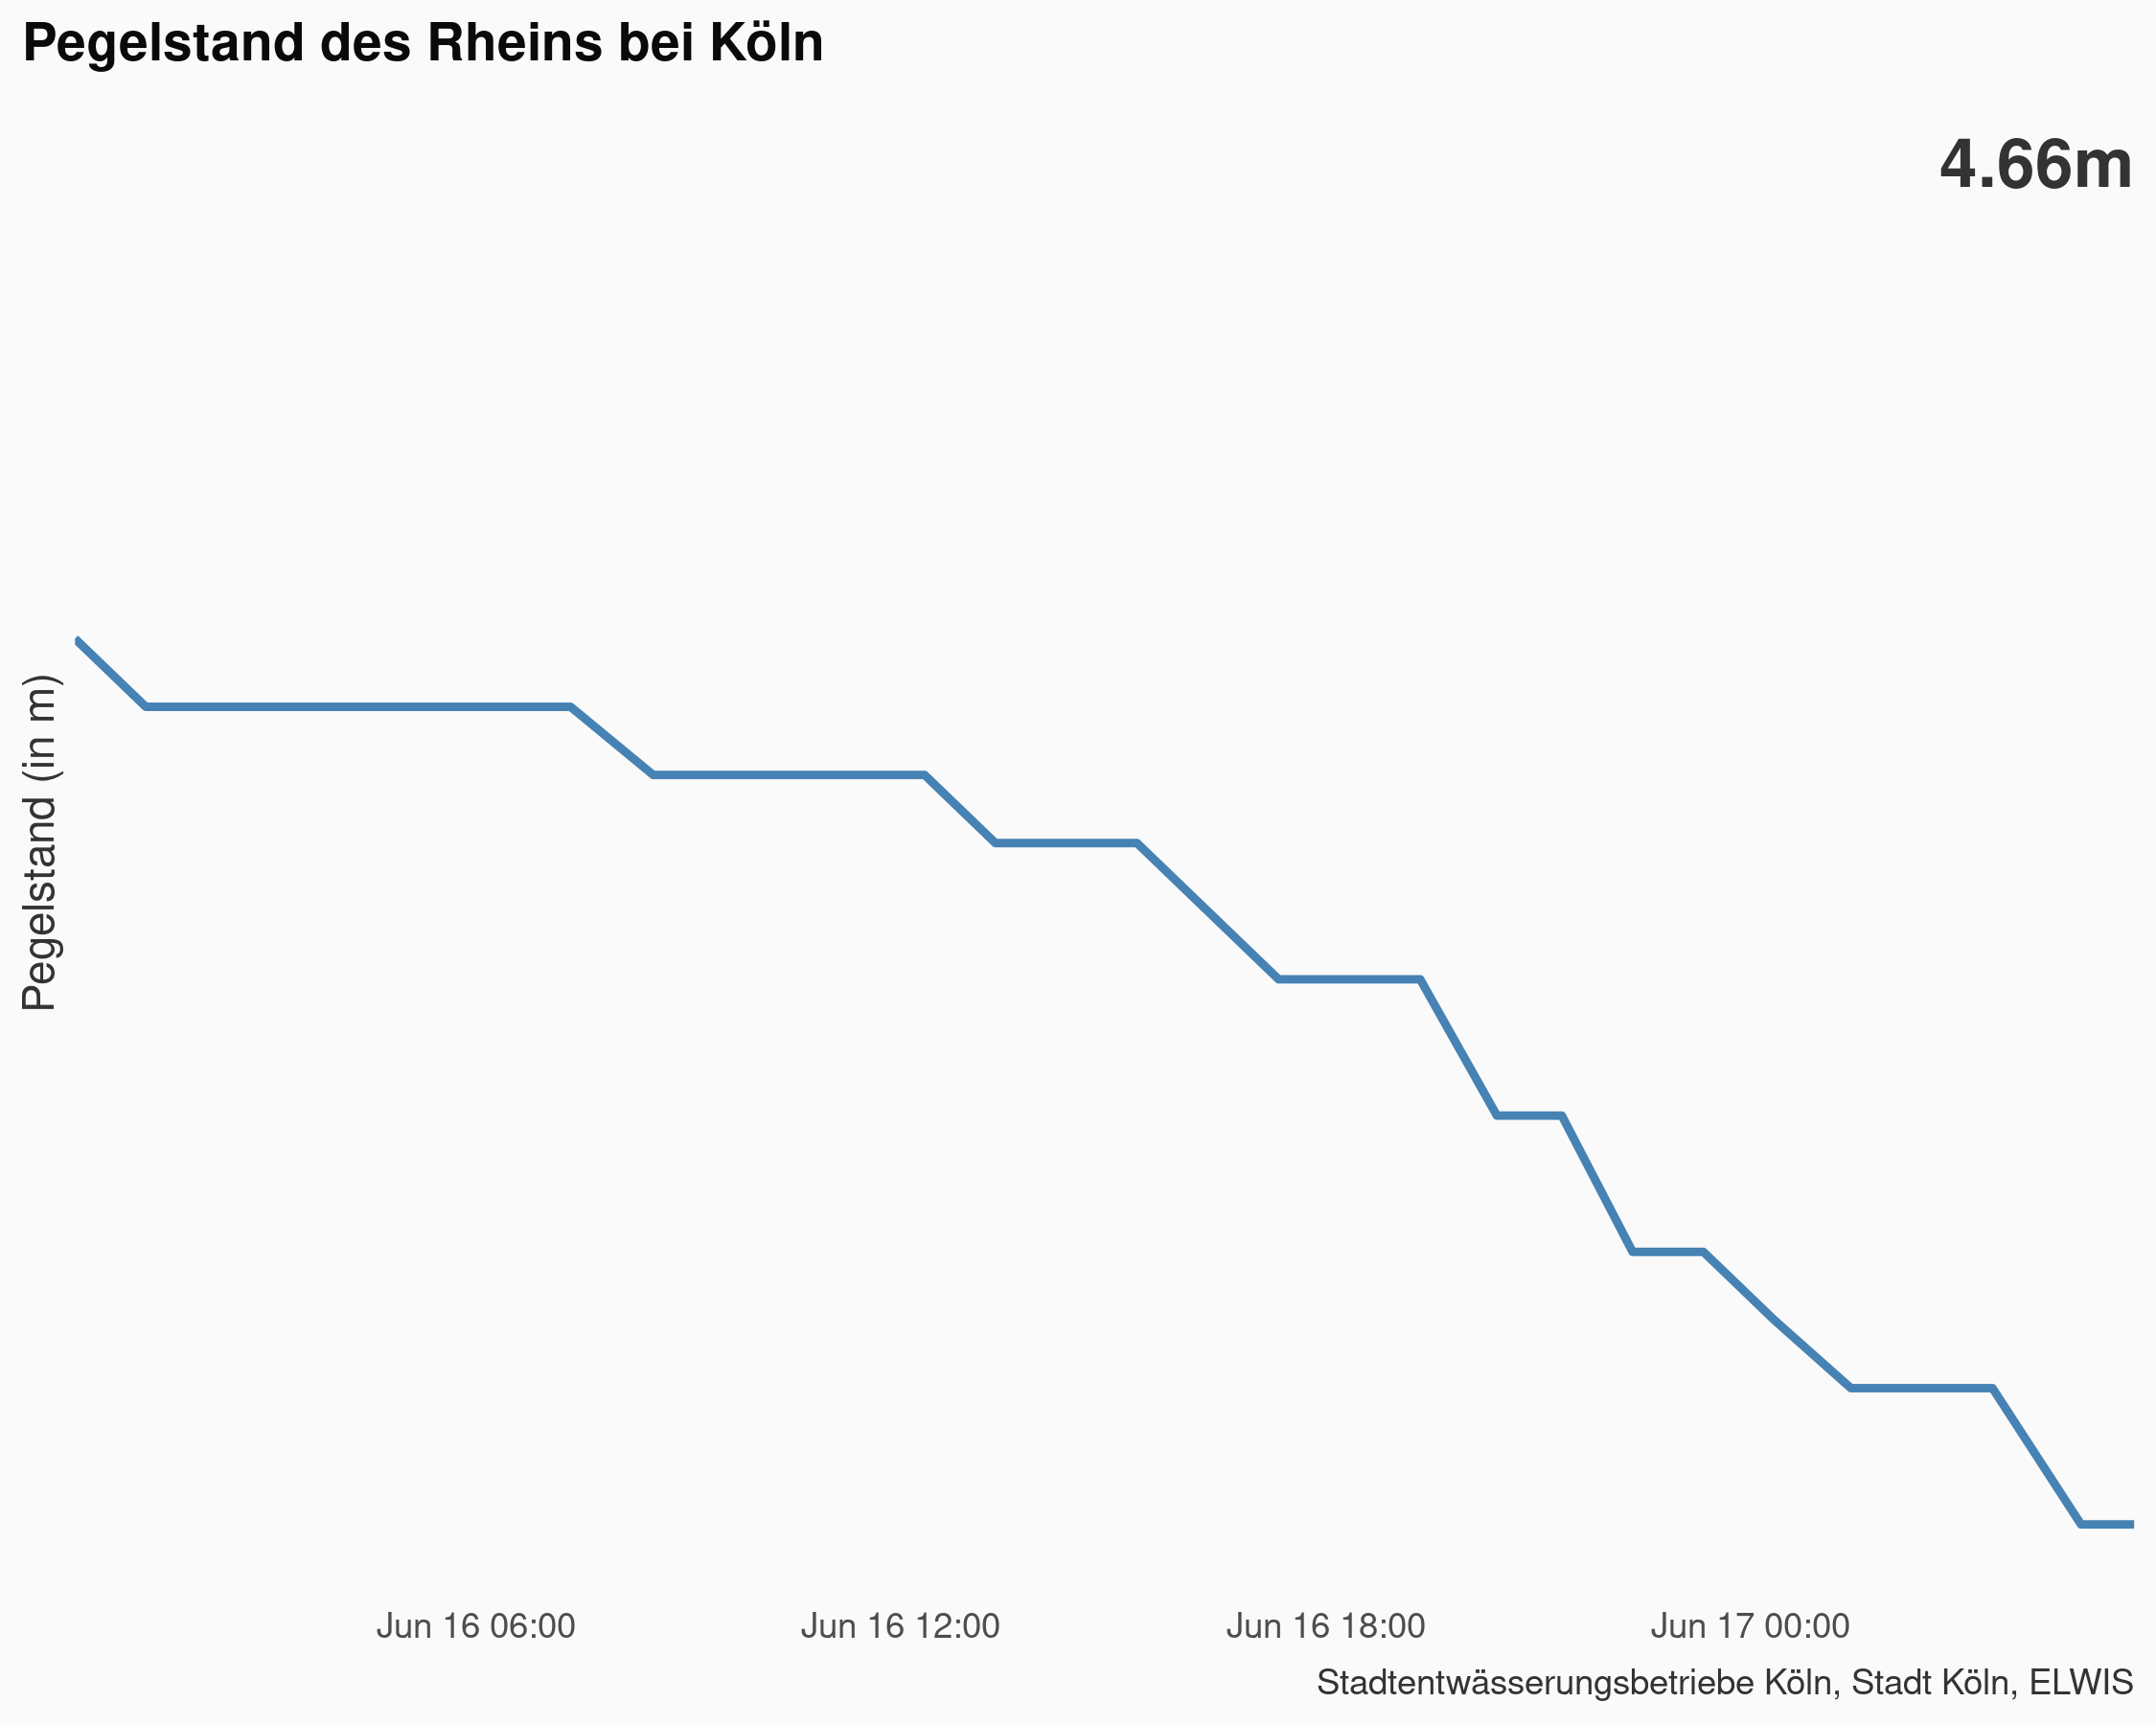 Pegelstand des Rheins bei Köln
4.66m
Pegelstand (in m)
Jun 16 06:00
Jun 16 12:00
Jun 16 18:00
Jun 17 00:00
Stadtentwässerungsbetriebe Köln, Stadt Köln, ELWIS